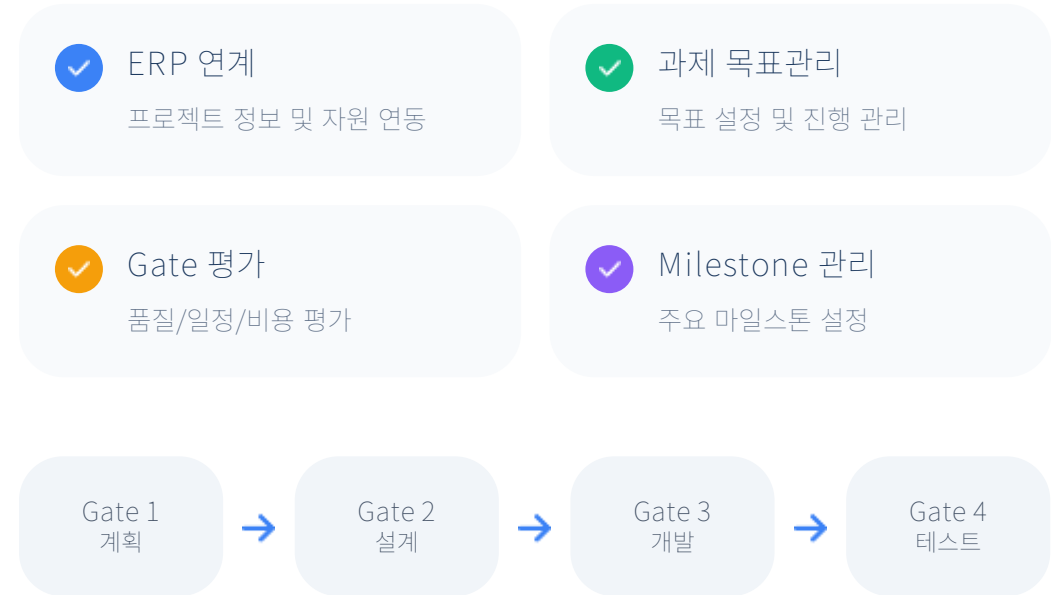 ERP 연계
프로젝트 정보 및 자원 연동
과제 목표관리
목표 설정 및 진행 관리
Gate 평가
품질/일정/비용 평가
Milestone 관리
주요 마일스톤 설정
Gate 1
계획
Gate 2
설계
Gate 3
개발
Gate 4
테스트